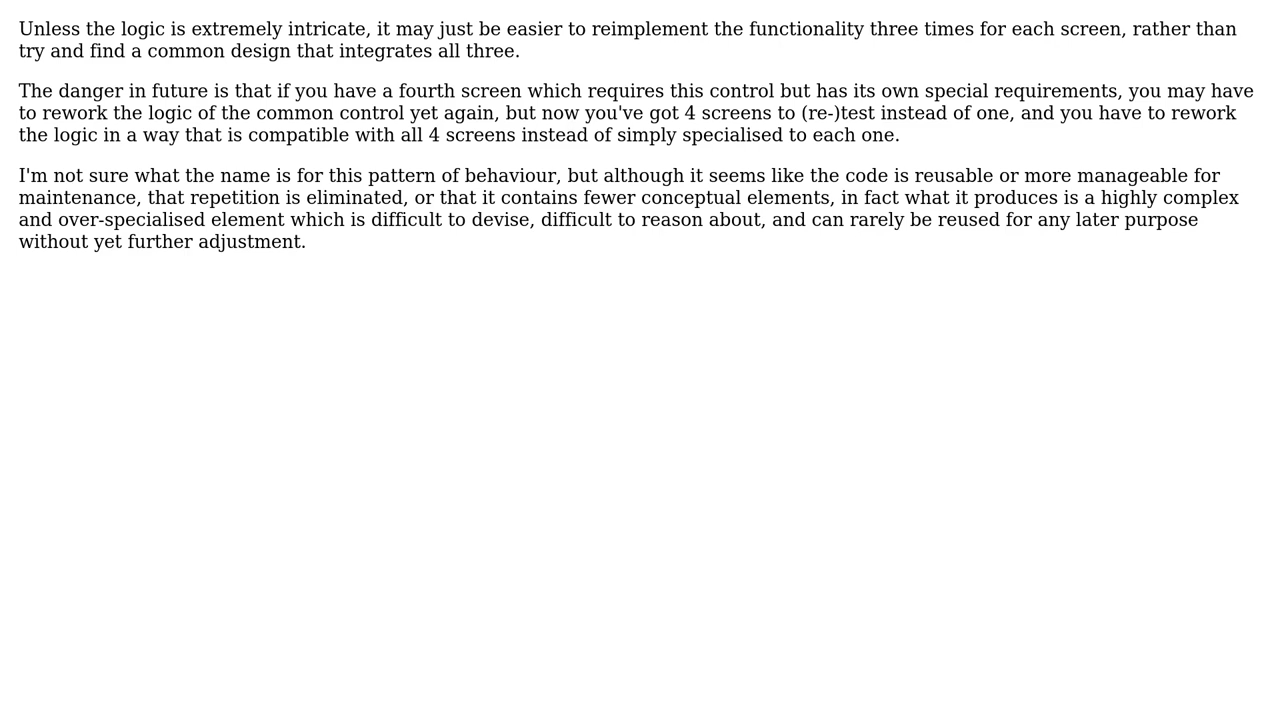 Unless the logic is extremely intricate, it may just be easier to reimplement the functionality three times for each screen, rather than
try and find a common design that integrates all three.
The danger in future is that if you have a fourth screen which requires this control but has its own special requirements, you may have
to rework the logic of the common control yet again, but now you've got 4 screens to (re-)test instead of one, and you have to rework
the logic in a way that is compatible with all 4 screens instead of simply specialised to each one.
I'm not sure what the name is for this pattern of behaviour, but although it seems like the code is reusable or more manageable for
maintenance, that repetition is eliminated, or that it contains fewer conceptual elements, in fact what it produces is a highly complex
and over-specialised element which is difficult to devise, difficult to reason about, and can rarely be reused for any later purpose
without yet further adjustment.